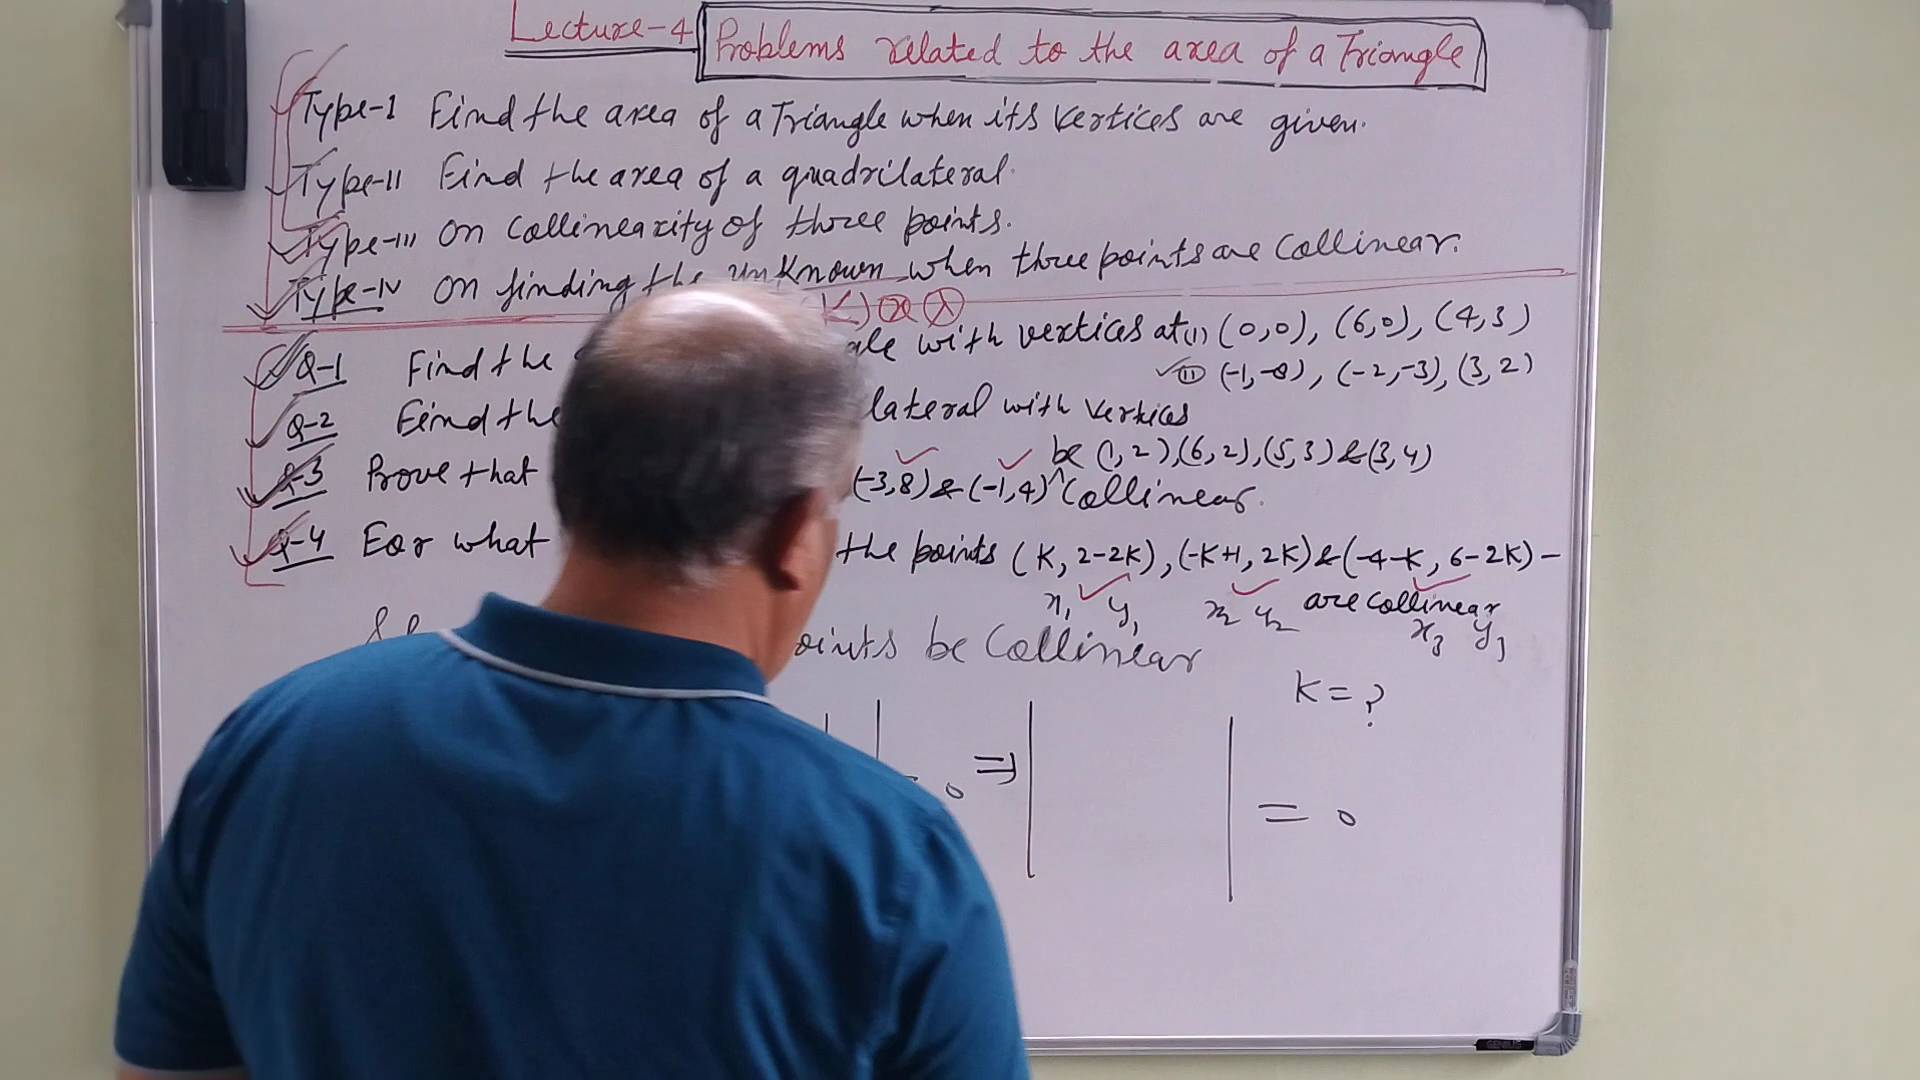 Lecture-4 Problems related to the area of a Triangle
Type-I Find the area of a Triangle when its vertices are given.
Type-II Find the area of a quadrilateral.
Type-III on Collinearity of three points.
Type-IV on finding the unknown when three points are Collinear.
Q-1 Find the with vertices at (I) (0,0), (6,0), (4,3)
(II) (-1,-8), (-2,-3), (3,2)
Q-2 Find the lateral with vertices
(1,2),(6,2),(5,3)&(3,4)
Q-3 Prove that (-3,8)&(-1,4) be Collinear.
Q-4 For what the points (K, 2-2K), (-K+1, 2K)&(-4-K, 6-2K)-
are collinear
x₁ y₁ x₂ y₂ x₃ y₃
be Collinear
K = ?
= 0 ⇒ = 0
GENIUS